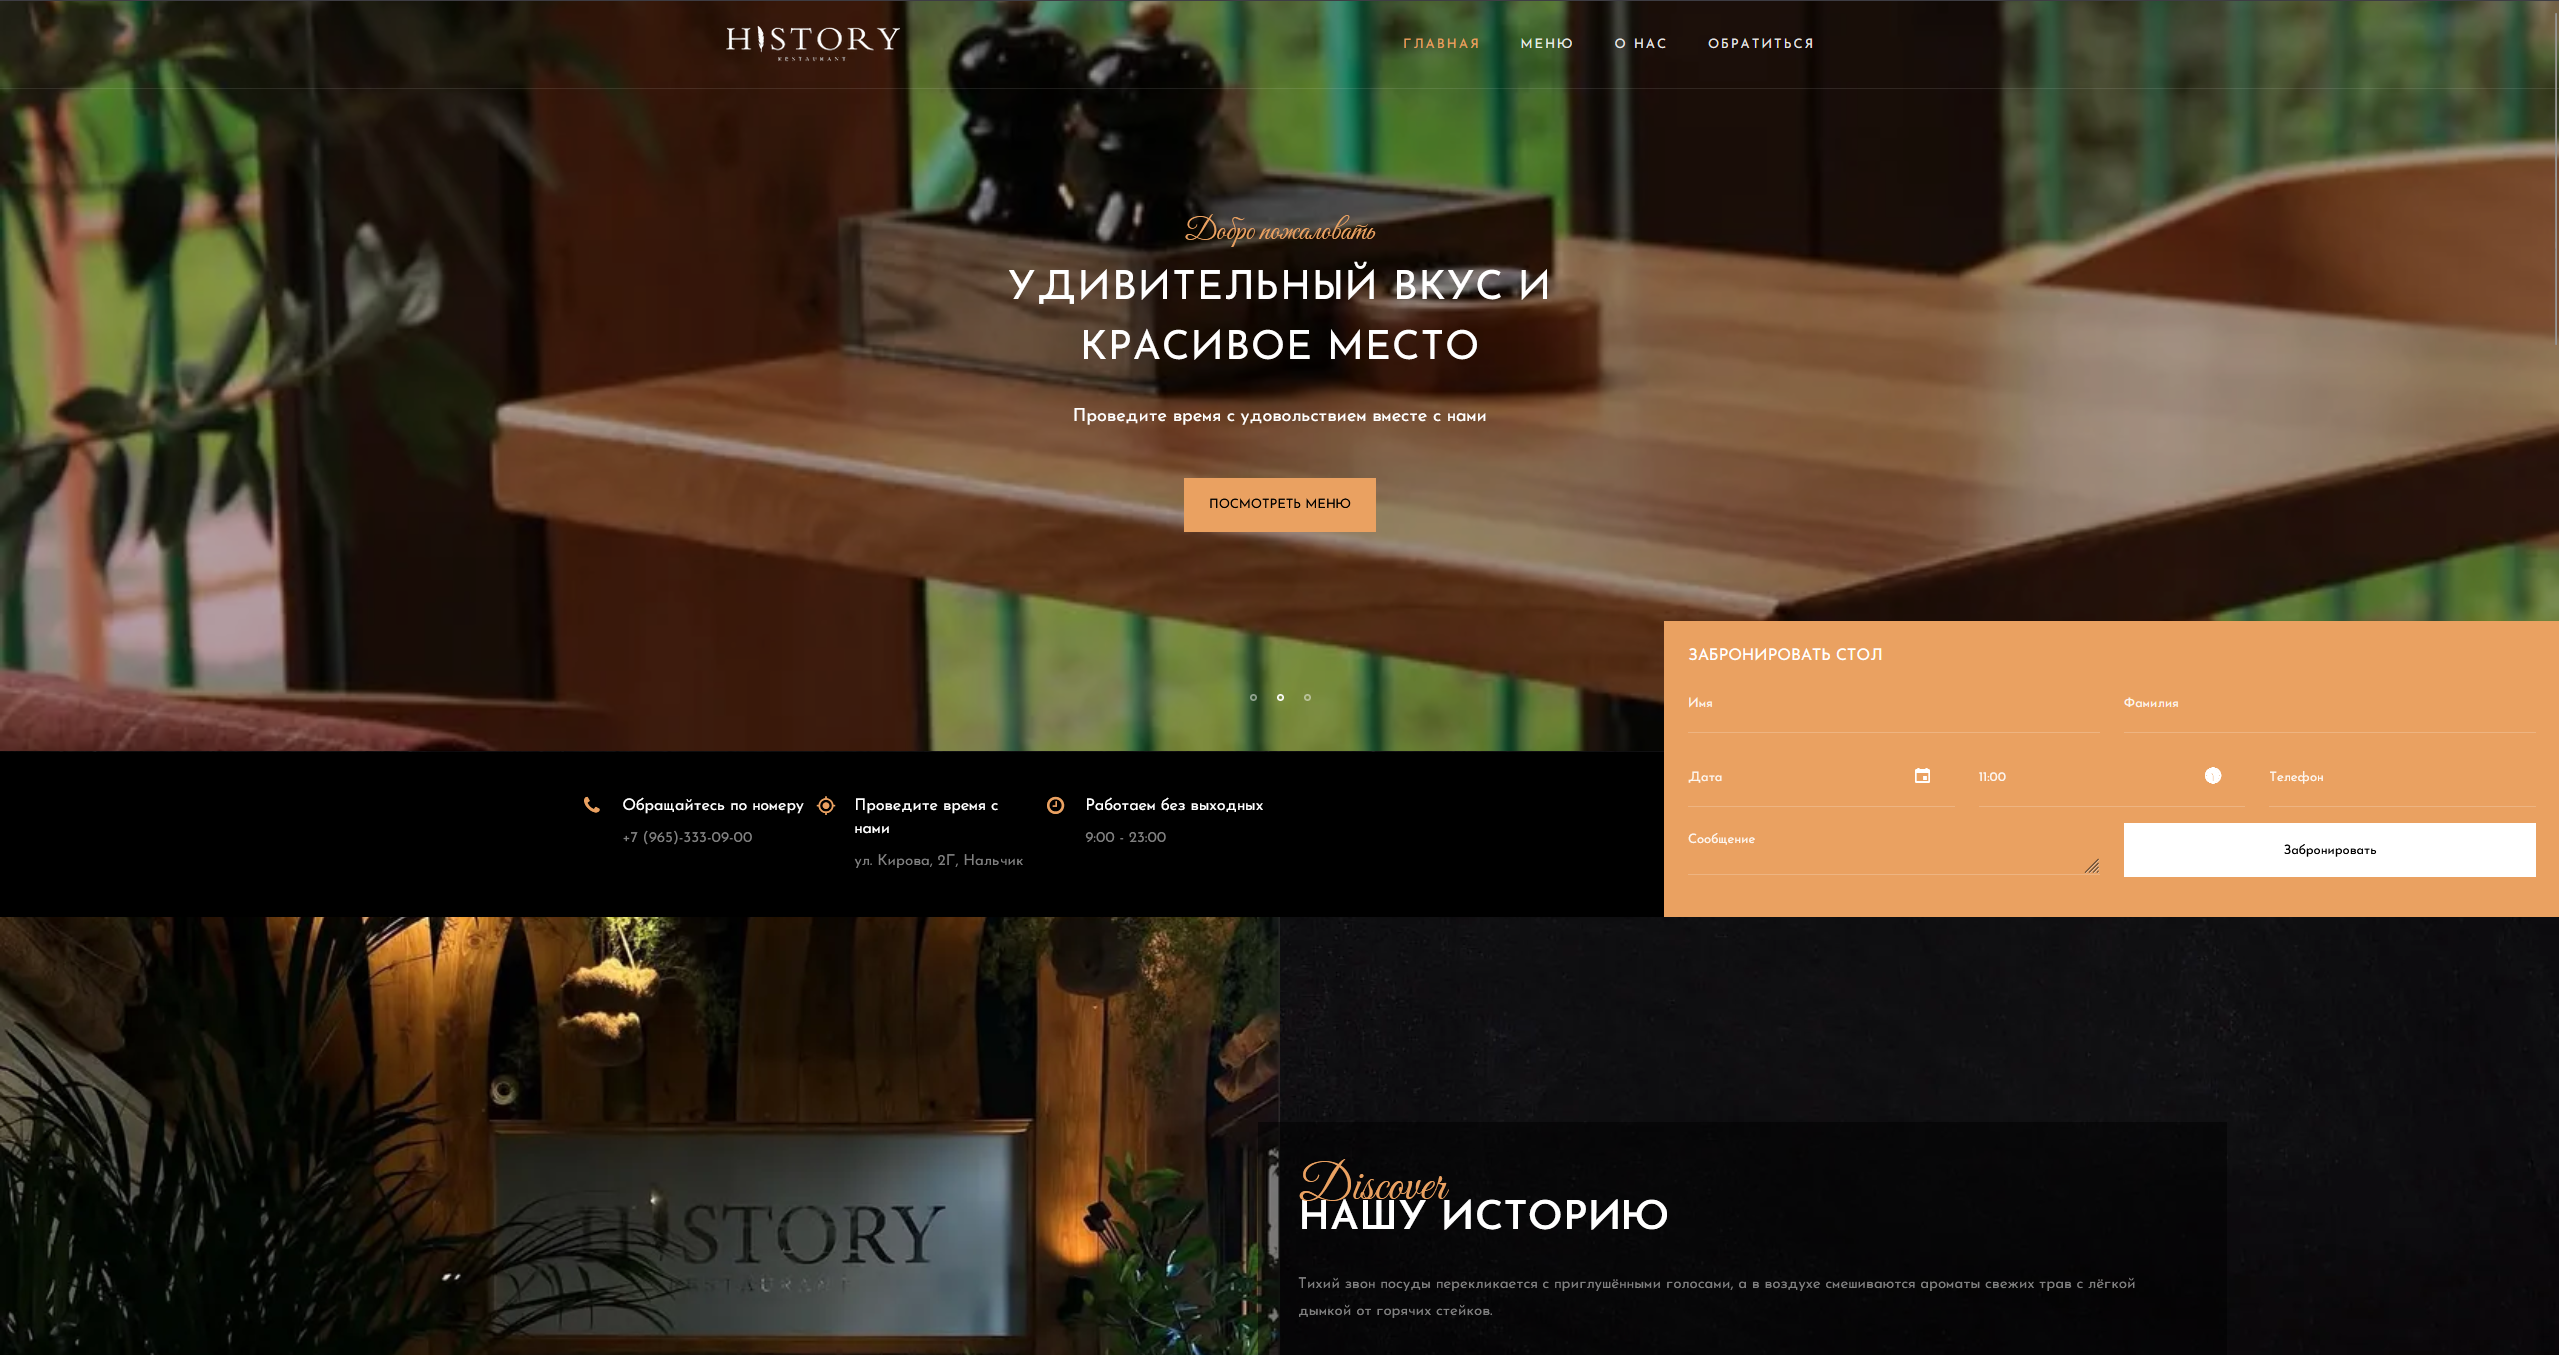 HISTORY
RESTAURANT
ГЛАВНАЯ МЕНЮ О НАС ОБРАТИТЬСЯ
Добро пожаловать
УДИВИТЕЛЬНЫЙ ВКУС И
КРАСИВОЕ МЕСТО
Проведите время с удовольствием вместе с нами
ПОСМОТРЕТЬ МЕНЮ
Обращайтесь по номеру
+7 (965)-333-09-00
Проведите время с
нами
ул. Кирова, 2Г, Нальчик
Работаем без выходных
9:00 - 23:00
ЗАБРОНИРОВАТЬ СТОЛ
Имя Фамилия
Дата 11:00 Телефон
Сообщение Забронировать
HISTORY
RESTAURANT
Discover
НАШУ ИСТОРИЮ
Тихий звон посуды перекликается с приглушёнными голосами, а в воздухе смешиваются ароматы свежих трав с лёгкой
дымкой от горячих стейков.